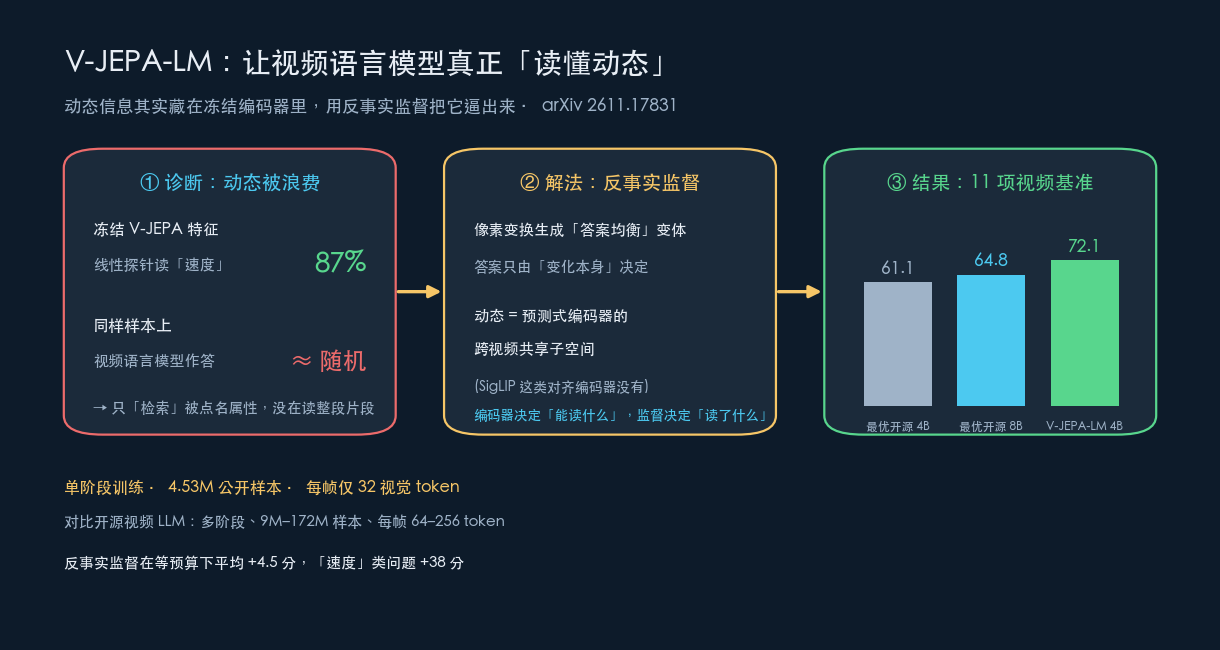 V-JEPA-LM：让视频语言模型真正「读懂动态」
动态信息其实藏在冻结编码器里，用反事实监督把它逼出来 · arXiv 2611.17831
① 诊断：动态被浪费
冻结 V-JEPA 特征
线性探针读「速度」 87%
同样样本上
视频语言模型作答 ≈ 随机
→ 只「检索」被点名属性，没在读整段片段
② 解法：反事实监督
像素变换生成「答案均衡」变体
答案只由「变化本身」决定
动态 = 预测式编码器的
跨视频共享子空间
(SigLIP 这类对齐编码器没有)
编码器决定「能读什么」，监督决定「读了什么」
③ 结果：11 项视频基准
61.1
64.8
72.1
最优开源 4B
最优开源 8B
V-JEPA-LM 4B
单阶段训练 · 4.53M 公开样本 · 每帧仅 32 视觉 token
对比开源视频 LLM：多阶段、9M–172M 样本、每帧 64–256 token
反事实监督在等预算下平均 +4.5 分，「速度」类问题 +38 分